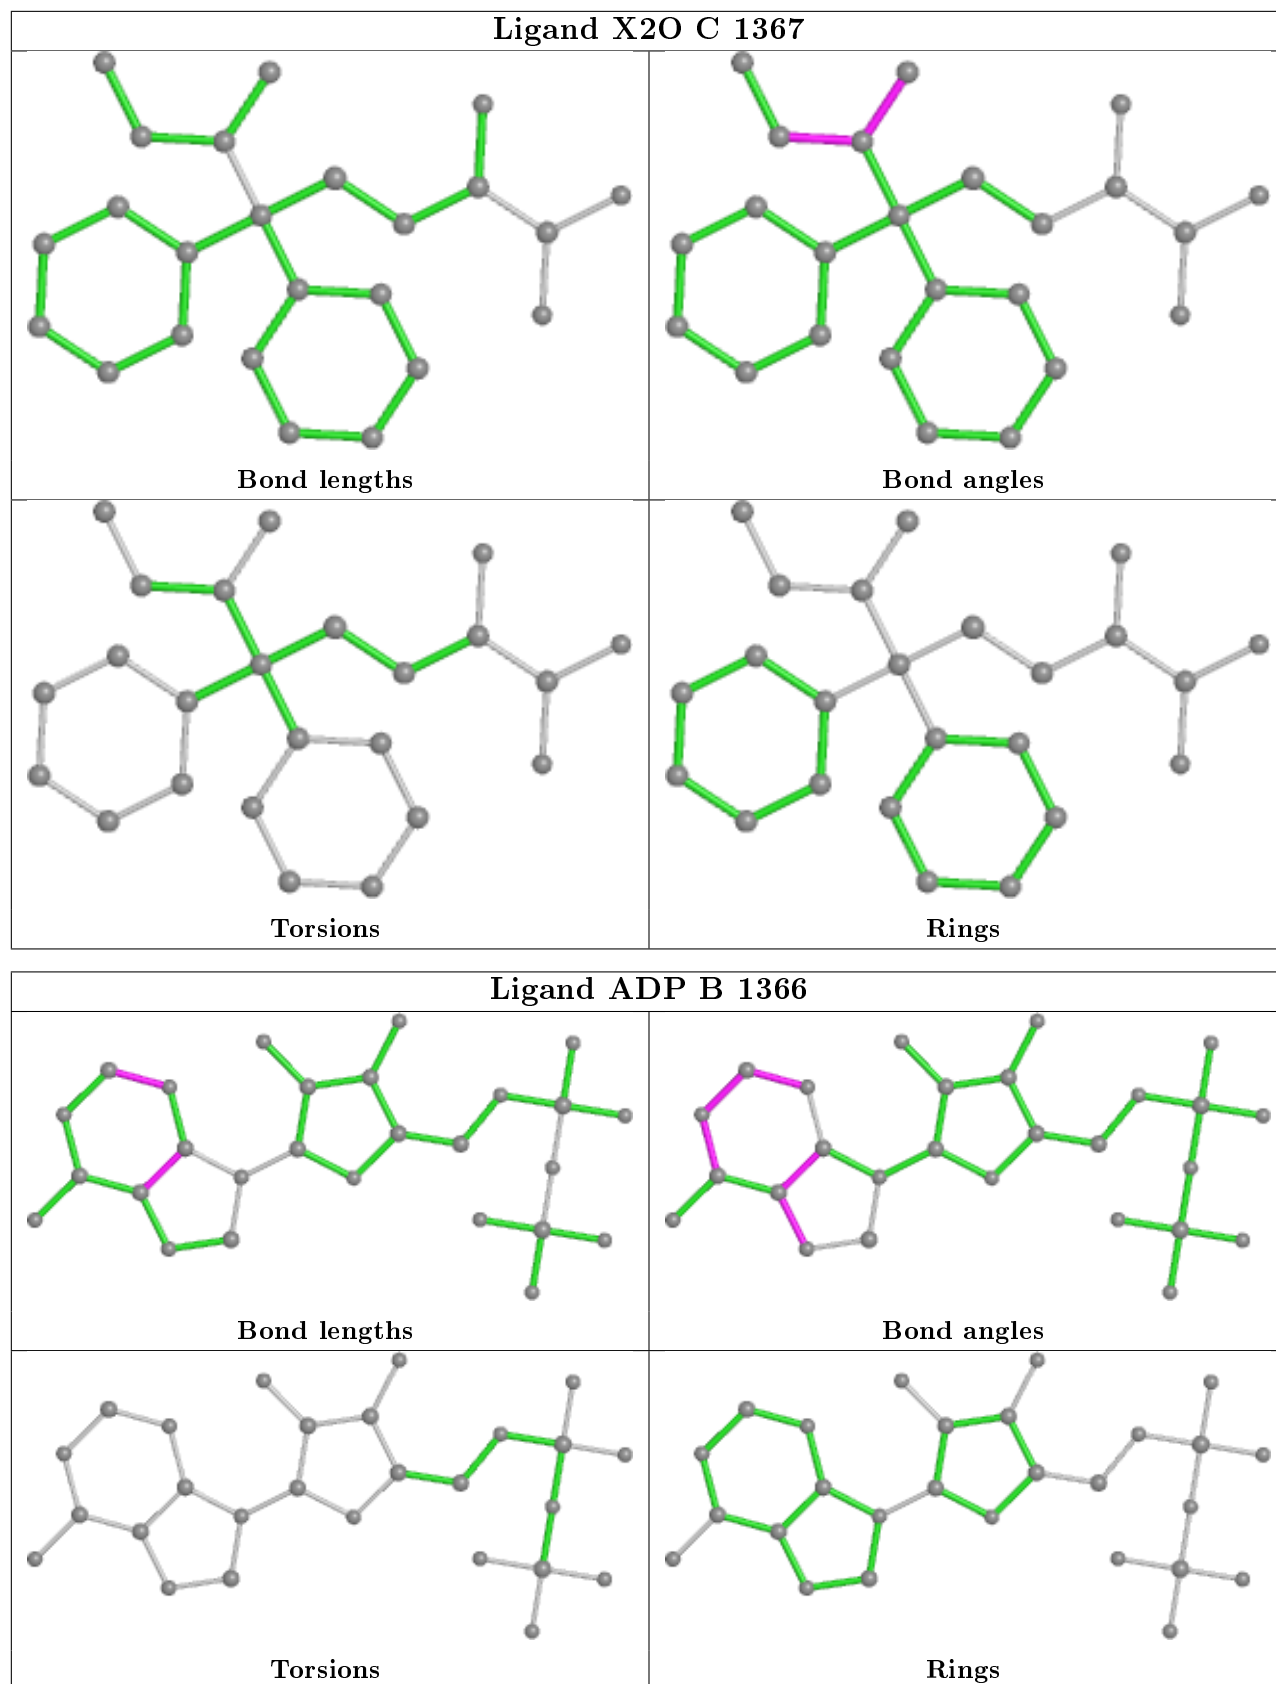 Ligand X2O C 1367
Bond lengths
Bond angles
Torsions
Rings
Ligand ADP B 1366
Bond lengths
Bond angles
Torsions
Rings